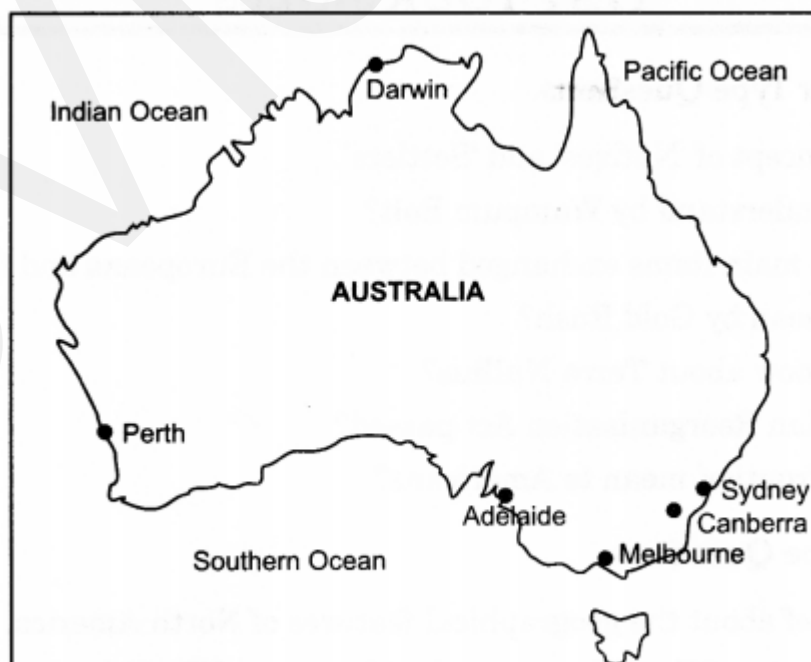 Pacific Ocean
Indian Ocean
Darwin
AUSTRALIA
Perth
Sydney
Adelaide
Canberra
Melbourne
Southern Ocean